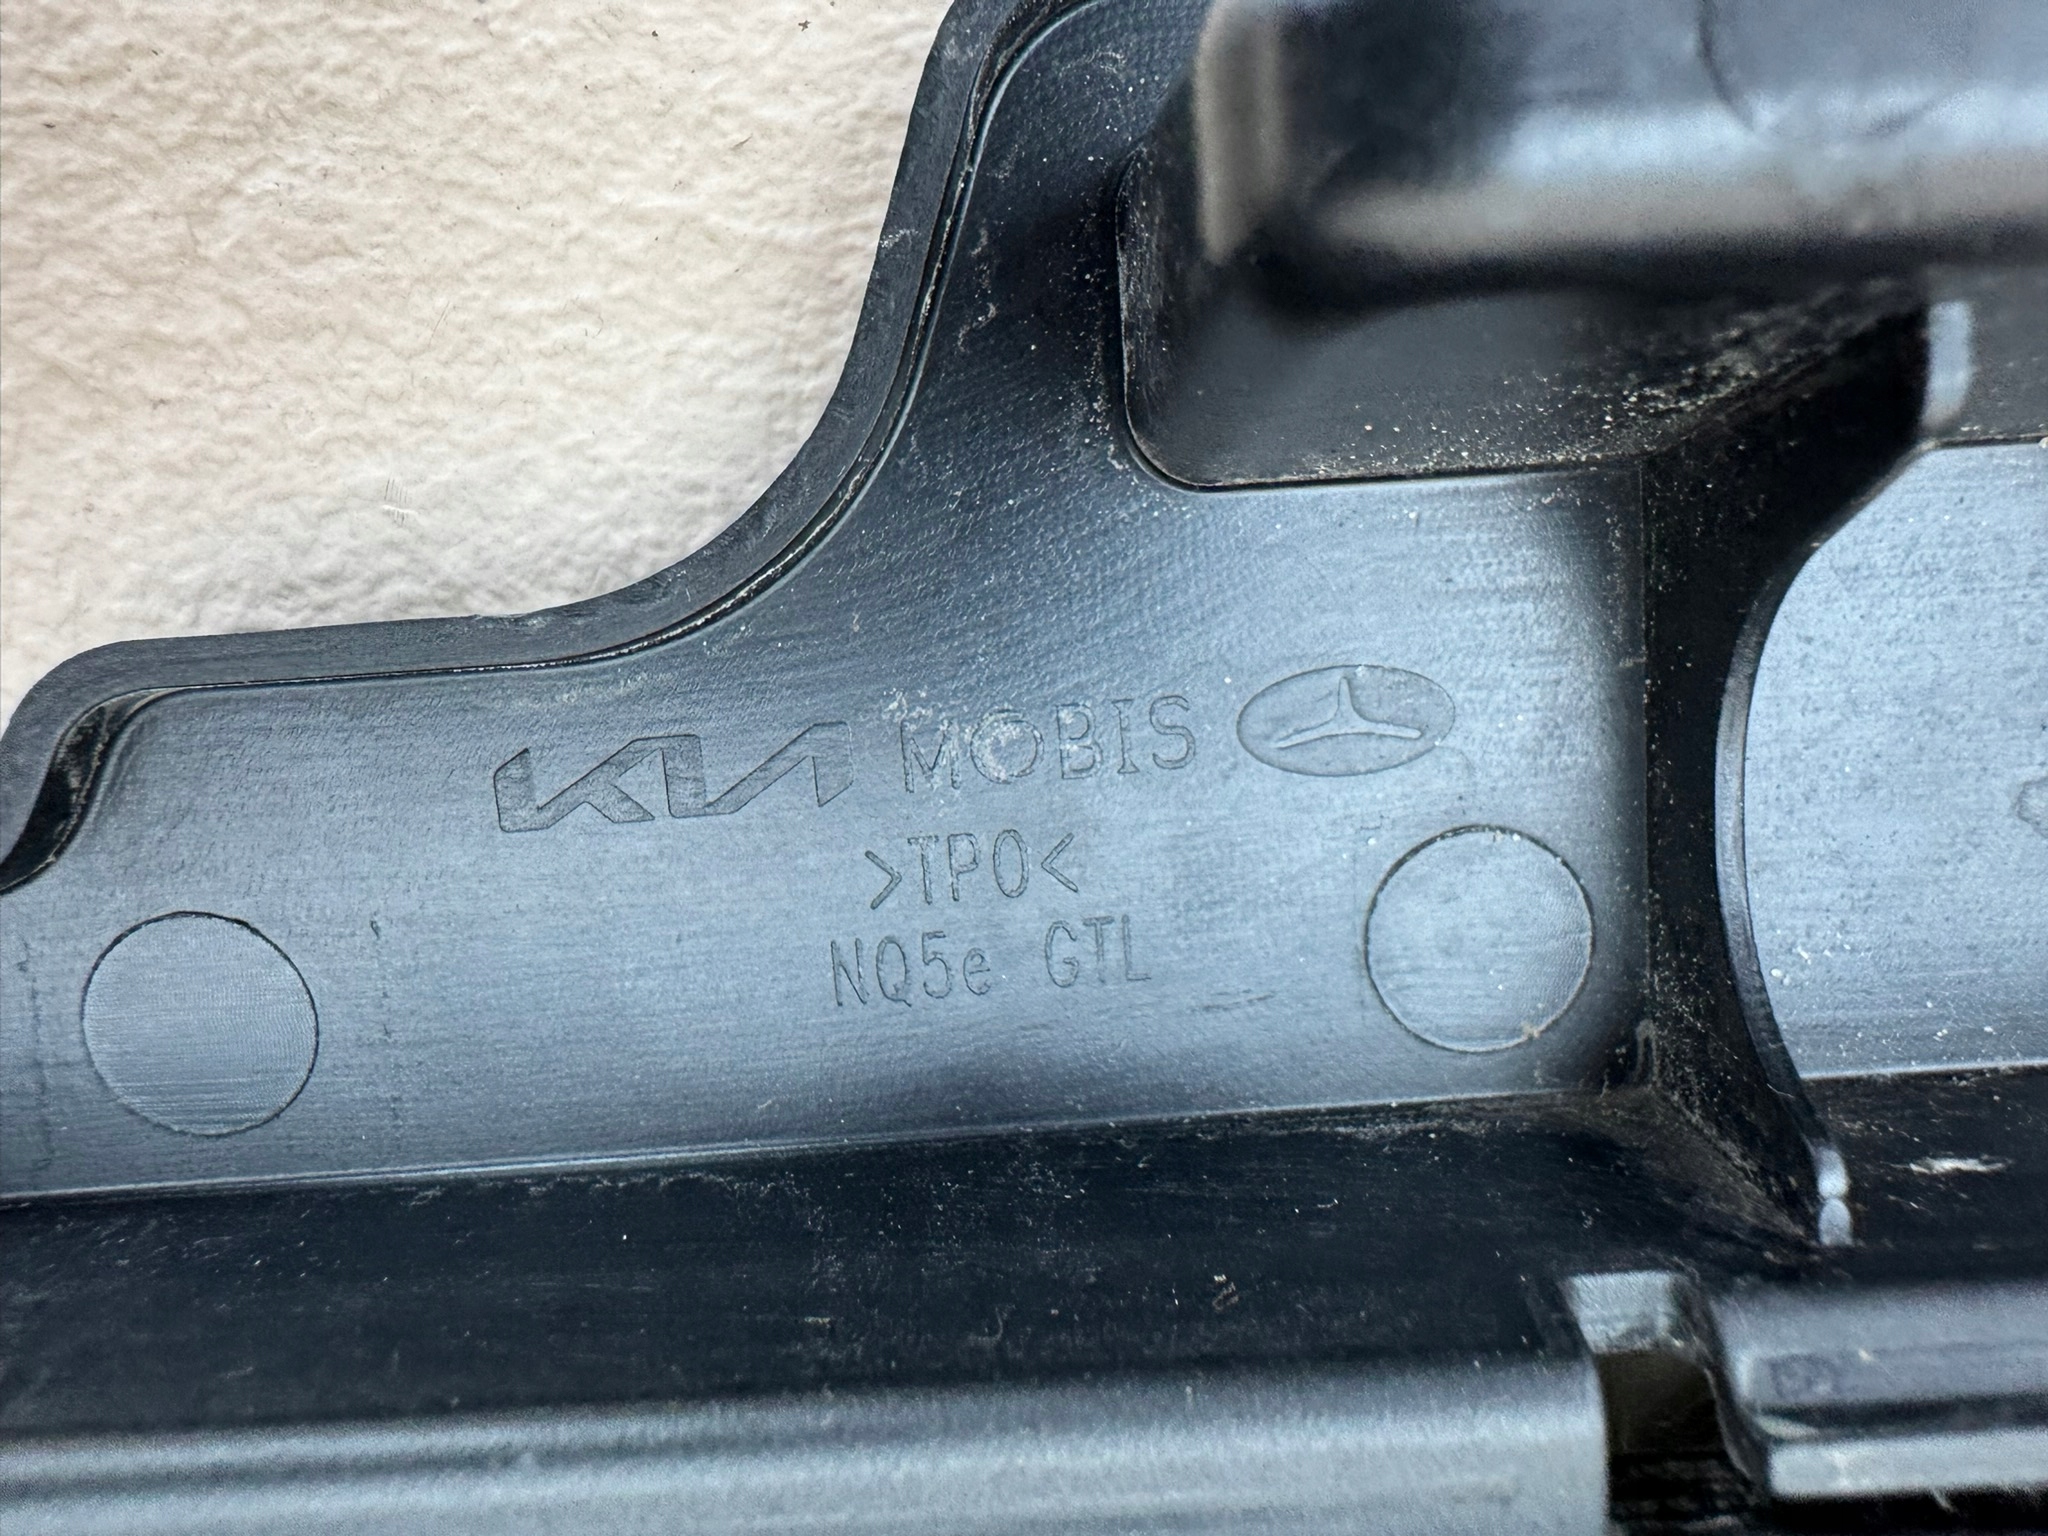 KIA MOBIS
>TPO<
NQ5e GTL